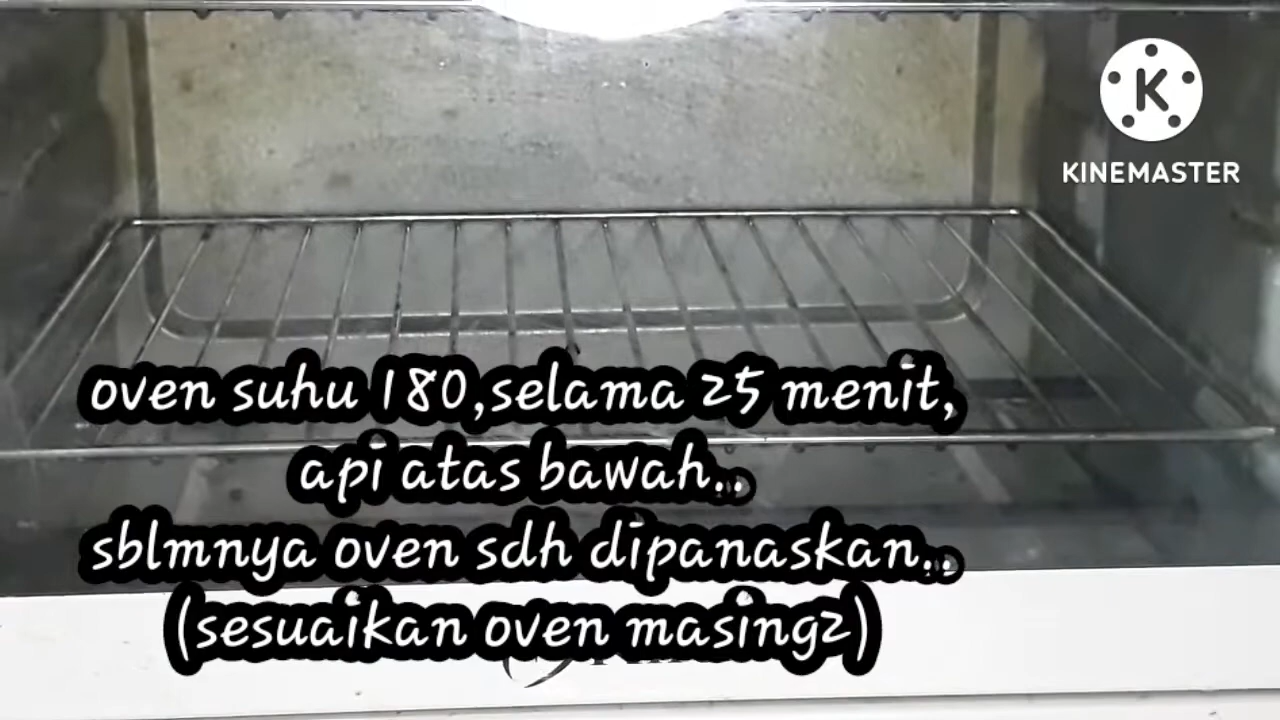 KINEMASTER
oven suhu 180,selama 25 menit,
api atas bawah..
sblmnya oven sdh dipanaskan..
(sesuaikan oven masing2)